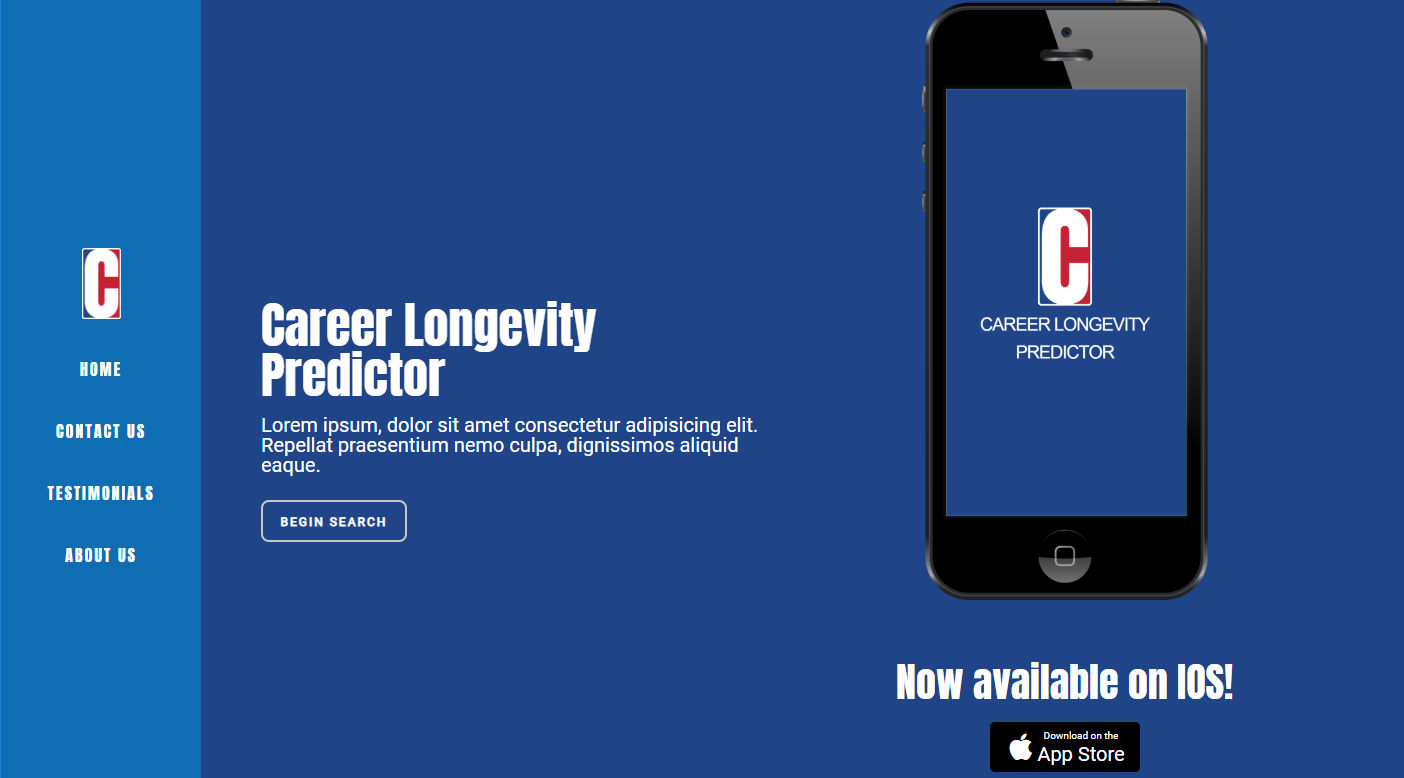 C
HOME
CONTACT US
TESTIMONIALS
ABOUT US
Career Longevity
Predictor
Lorem ipsum, dolor sit amet consectetur adipisicing elit.
Repellat praesentium nemo culpa, dignissimos aliquid
eaque.
BEGIN SEARCH
C
CAREER LONGEVITY
PREDICTOR
Now available on IOS!
Download on the
App Store